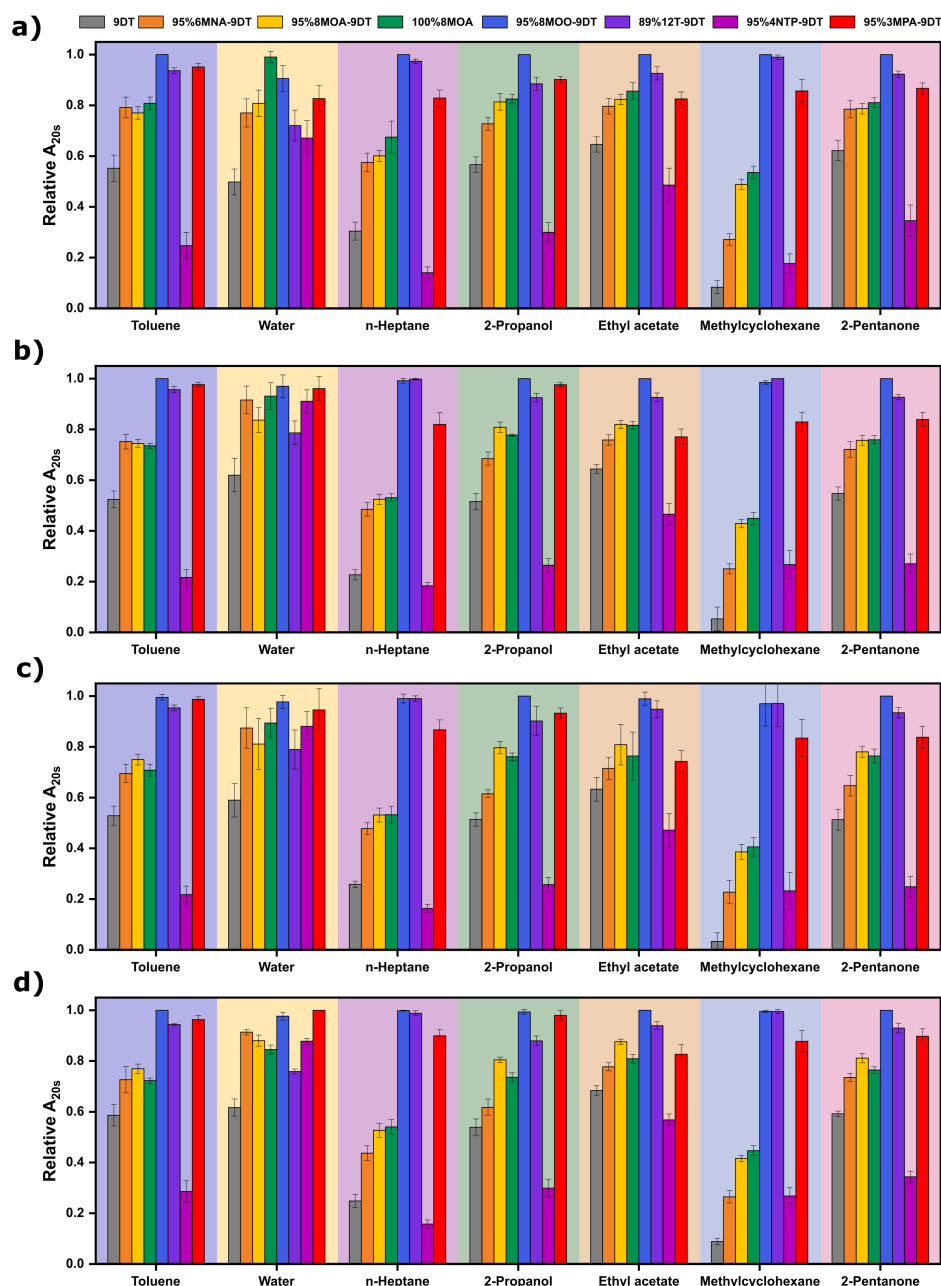 9DT 95%6MNA-9DT 95%8MOA-9DT 100%8MOA 95%8MOO-9DT 89%12T-9DT 95%4NTP-9DT 95%3MPA-9DT
a)
1.0
0.8
0.6
0.4
0.2
0.0
Relative A20s
Toluene Water n-Heptane 2-Propanol Ethyl acetate Methylcyclohexane 2-Pentanone
b)
1.0
0.8
0.6
0.4
0.2
0.0
Relative A20s
Toluene Water n-Heptane 2-Propanol Ethyl acetate Methylcyclohexane 2-Pentanone
c)
1.0
0.8
0.6
0.4
0.2
0.0
Relative A20s
Toluene Water n-Heptane 2-Propanol Ethyl acetate Methylcyclohexane 2-Pentanone
d)
1.0
0.8
0.6
0.4
0.2
0.0
Relative A20s
Toluene Water n-Heptane 2-Propanol Ethyl acetate Methylcyclohexane 2-Pentanone